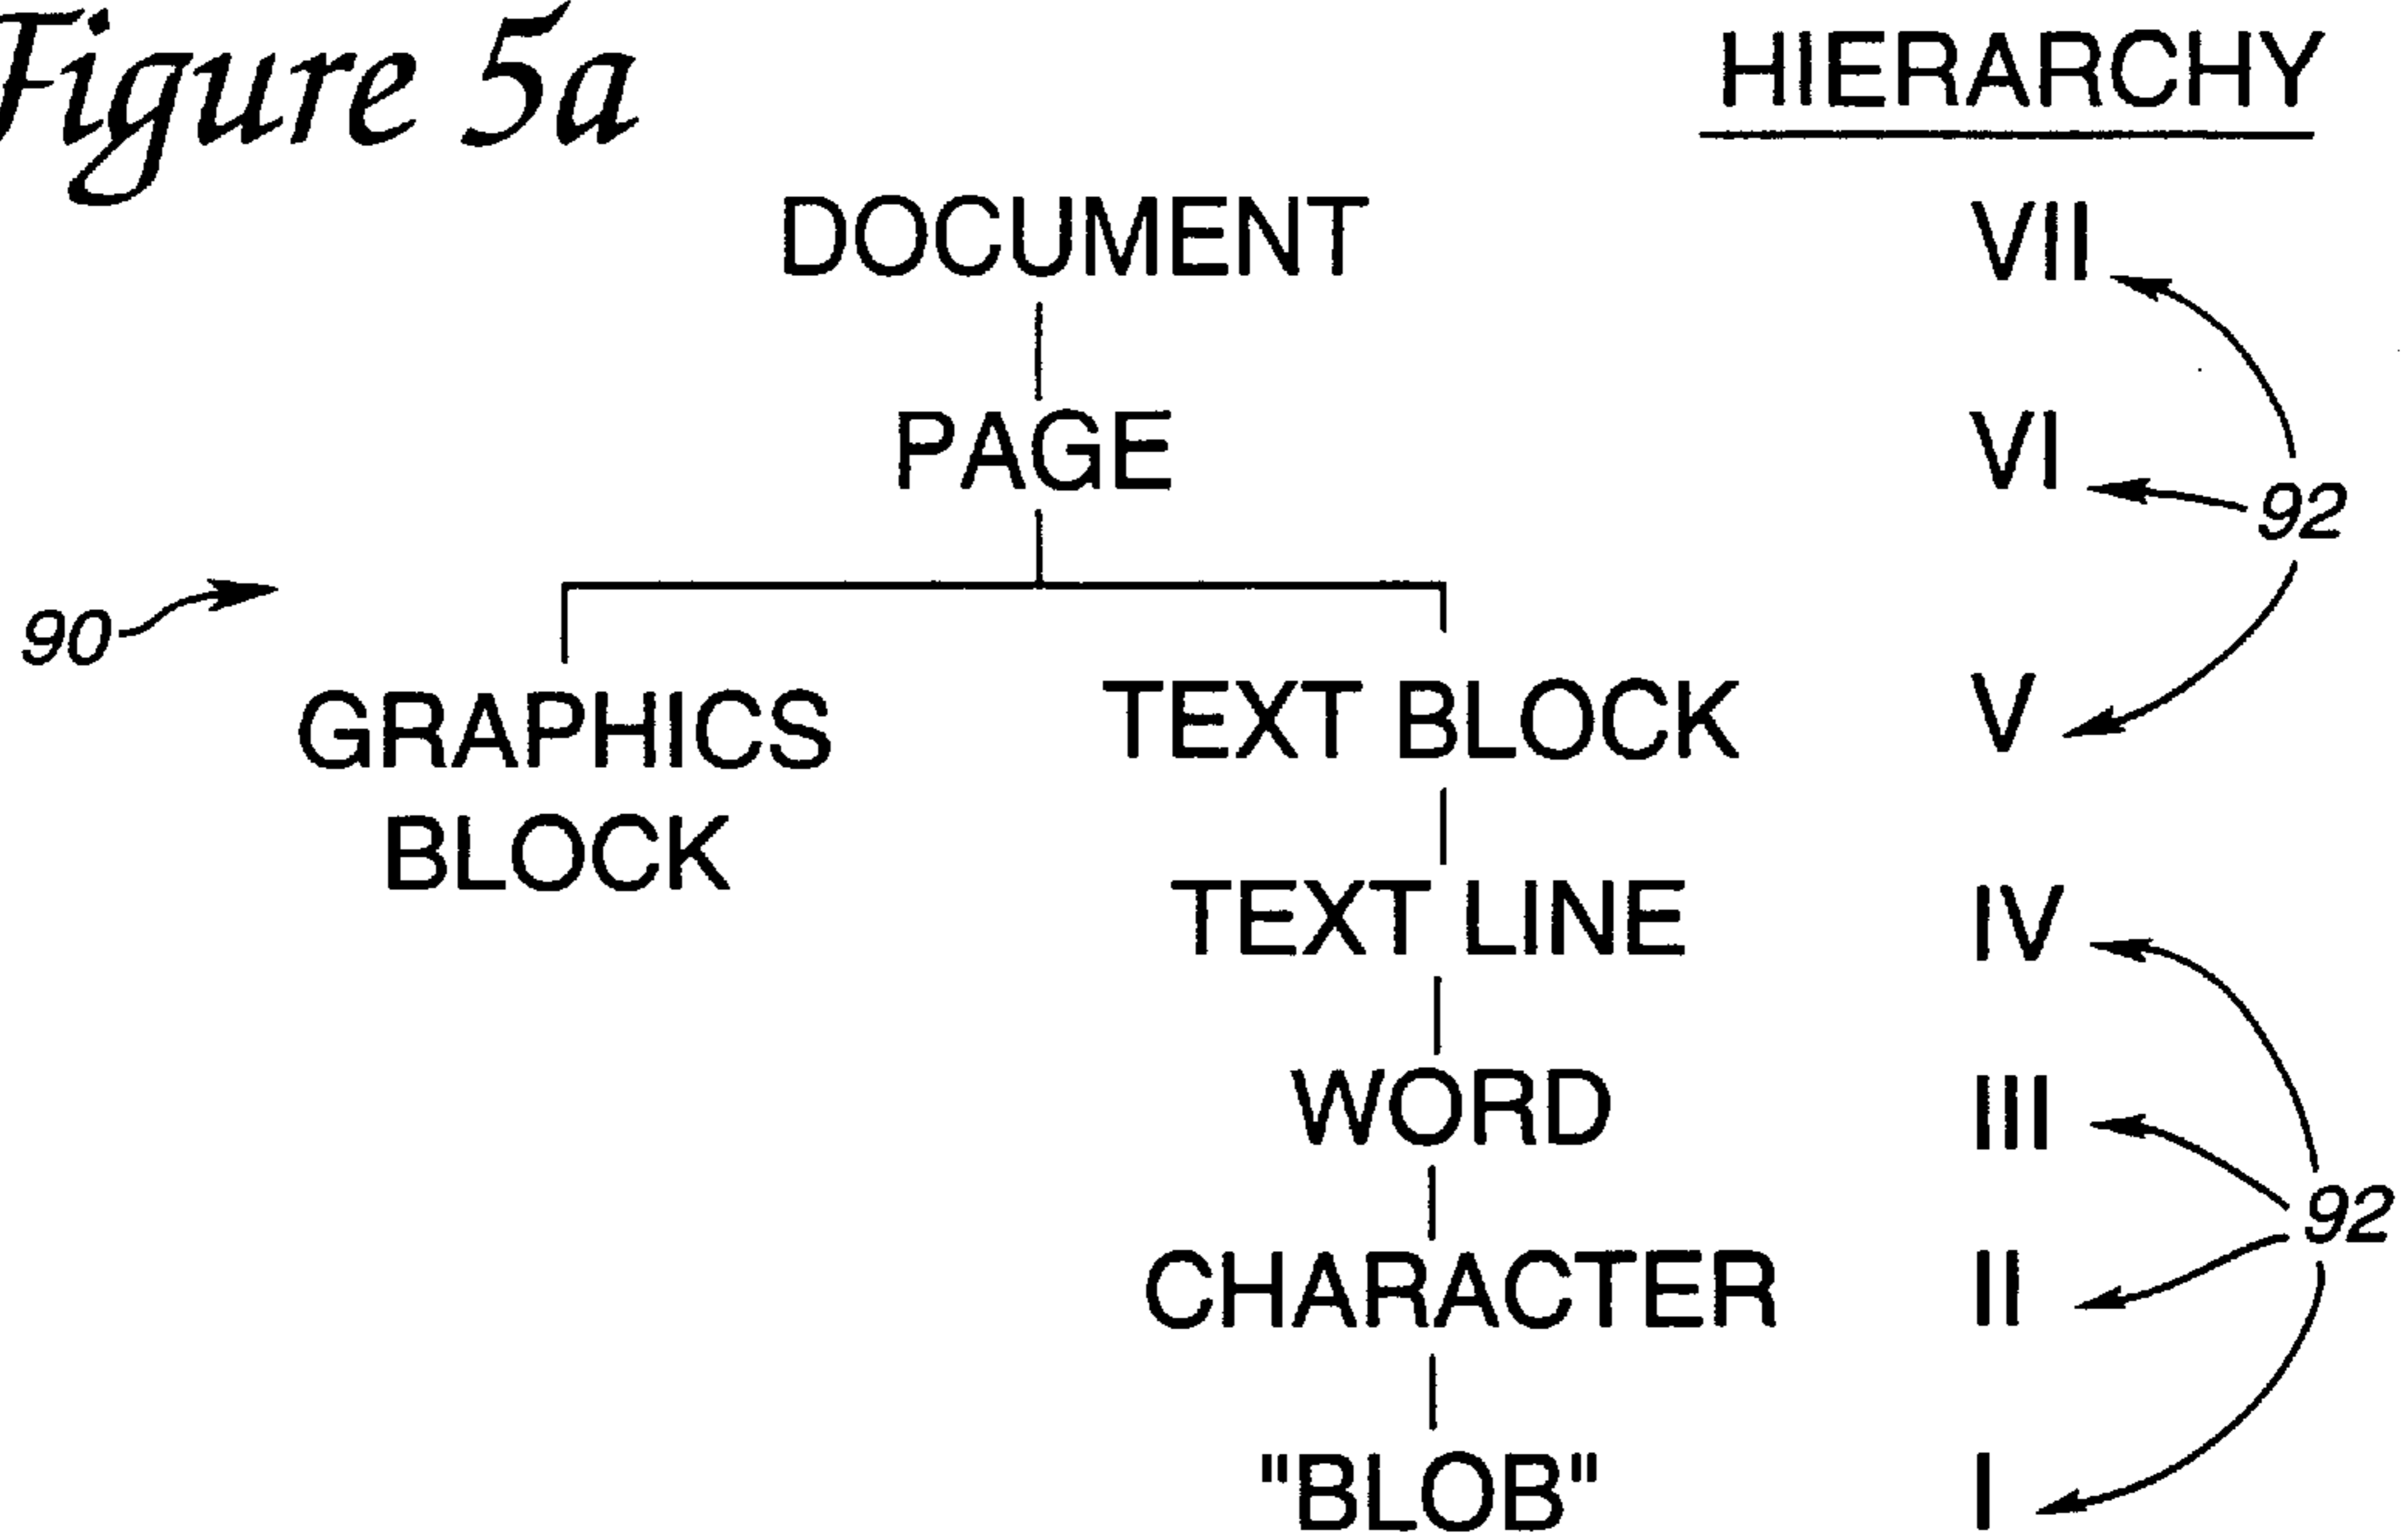 Figure 5a
HIERARCHY
DOCUMENT
VII
PAGE
VI
92
90
GRAPHICS
BLOCK
TEXT BLOCK
V
TEXT LINE
IV
WORD
III
92
CHARACTER
II
"BLOB"
I